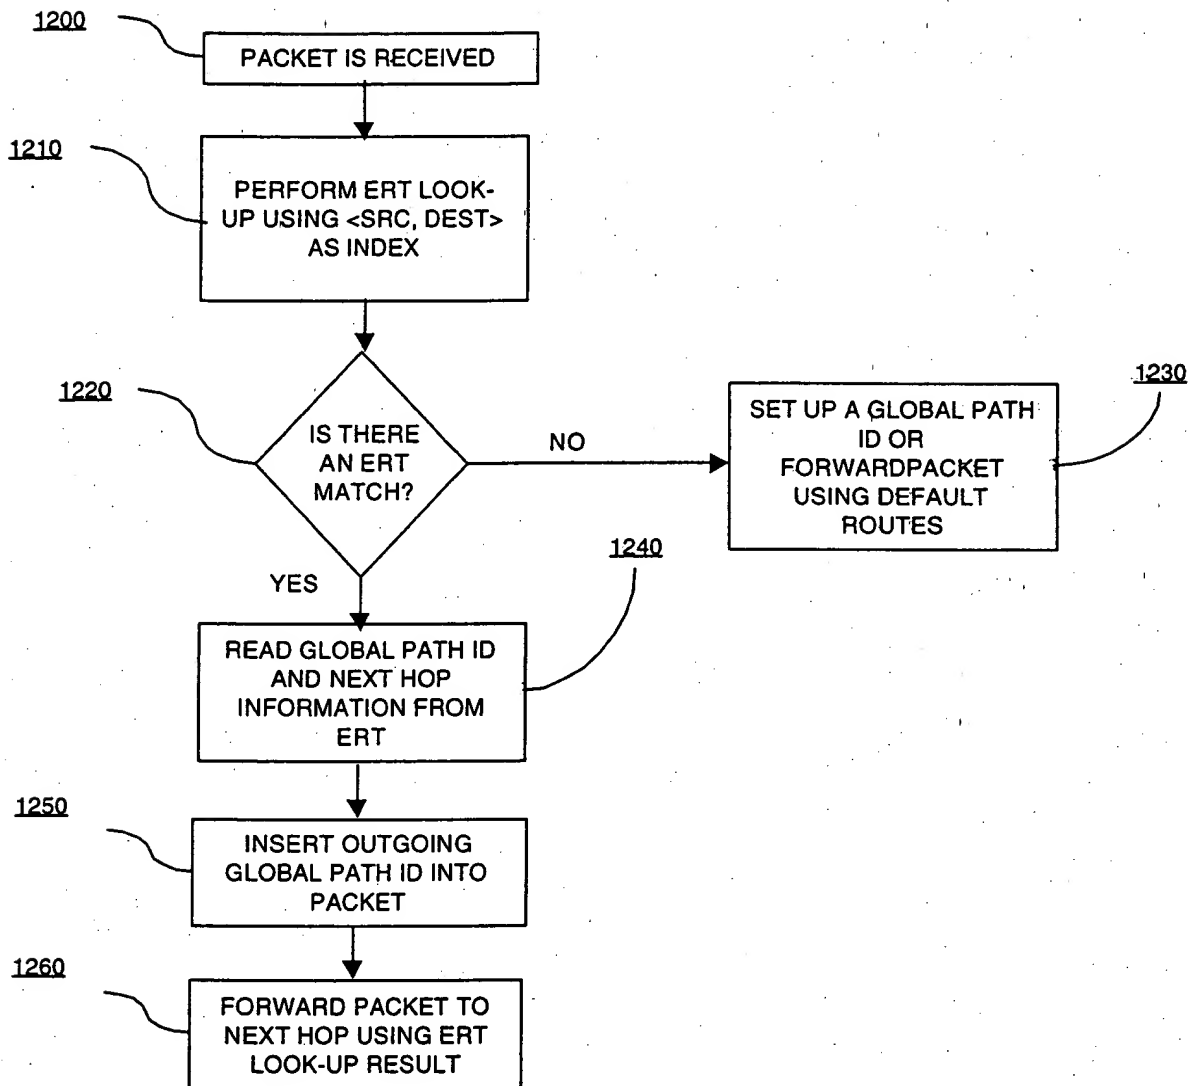 1200
PACKET IS RECEIVED
1210
PERFORM ERT LOOK-
UP USING <SRC, DEST>
AS INDEX
1220
IS THERE
AN ERT
MATCH?
NO
1230
SET UP A GLOBAL PATH
ID OR
FORWARDPACKET
USING DEFAULT
ROUTES
YES
1240
READ GLOBAL PATH ID
AND NEXT HOP
INFORMATION FROM
ERT
1250
INSERT OUTGOING
GLOBAL PATH ID INTO
PACKET
1260
FORWARD PACKET TO
NEXT HOP USING ERT
LOOK-UP RESULT